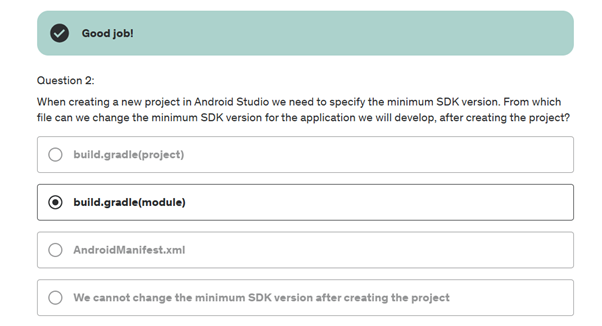 Good job!
Question 2:
When creating a new project in Android Studio we need to specify the minimum SDK version. From which
file can we change the minimum SDK version for the application we will develop, after creating the project?
build.gradle(project)
build.gradle(module)
AndroidManifest.xml
We cannot change the minimum SDK version after creating the project